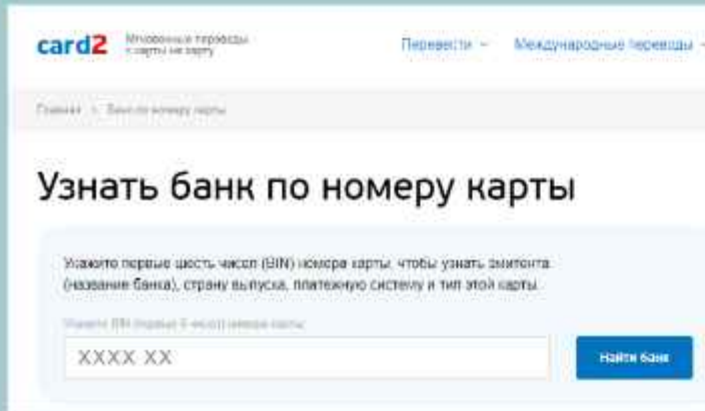 card2
Мгновенные переводы
с карты на карту
Перевести
Международные переводы
Главная > Банк по номеру карты
Узнать банк по номеру карты
Укажите первые шесть чисел (BIN) номера карты, чтобы узнать эмитента
(название банка), страну выпуска, платежную систему и тип этой карты.
Укажите BIN (первые 6 чисел) номера карты
XXXX XX
Найти банк